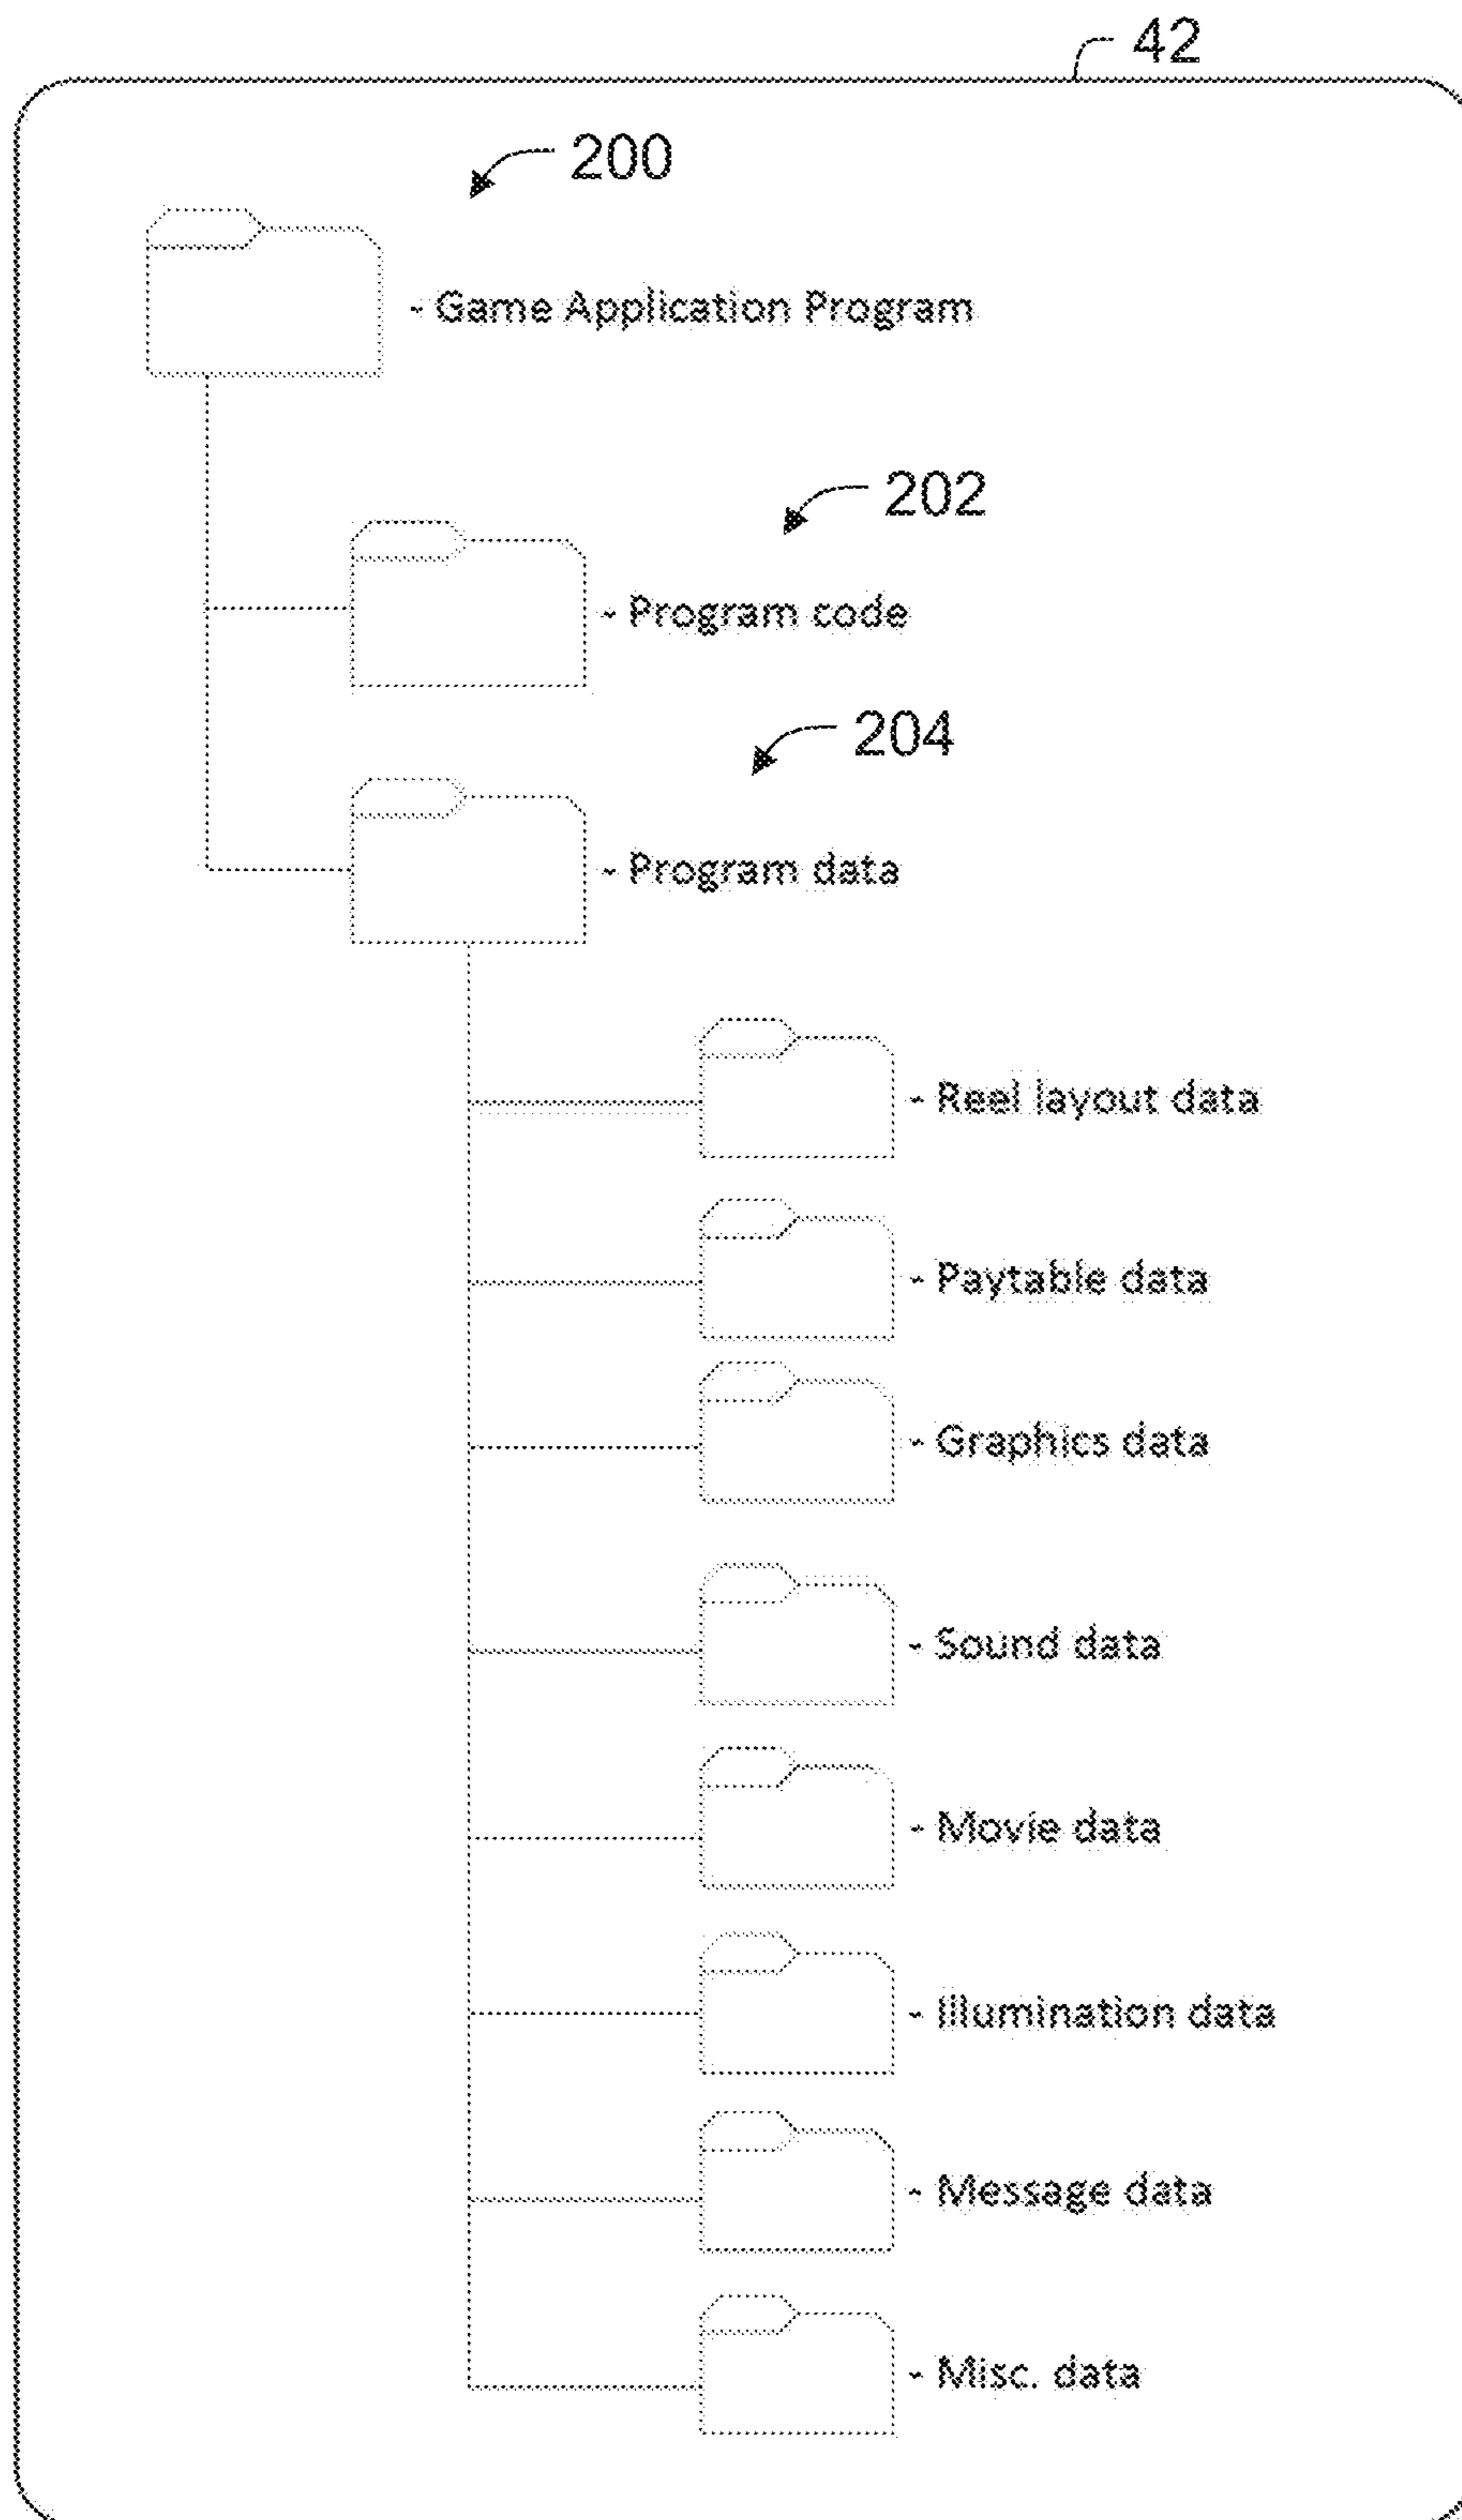 42
200
- Game Application Program
202
- Program code
204
- Program data
- Reel layout data
- Paytable data
- Graphics data
- Sound data
- Movie data
- Illumination data
- Message data
- Misc. data